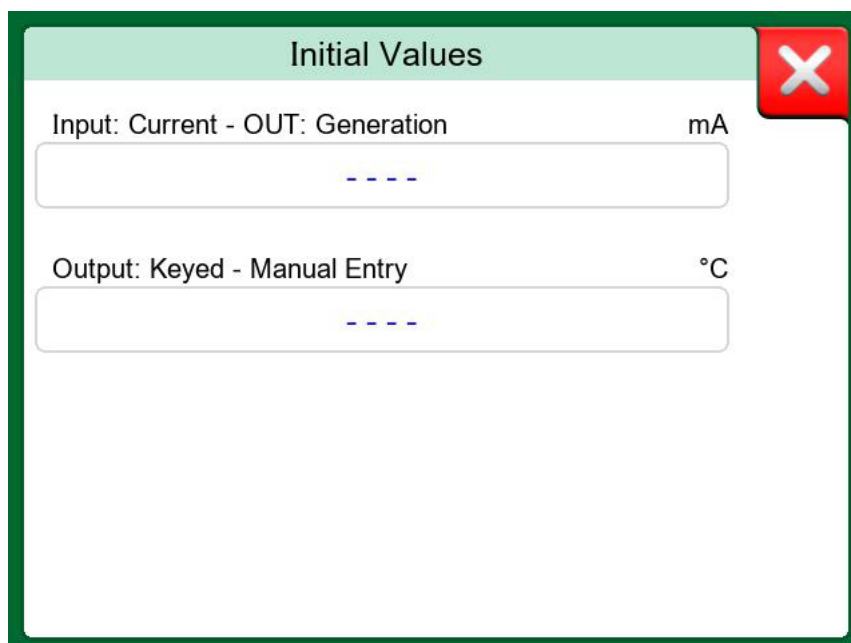 Initial Values
Input: Current - OUT: Generation mA
- - - -
Output: Keyed - Manual Entry °C
- - - -